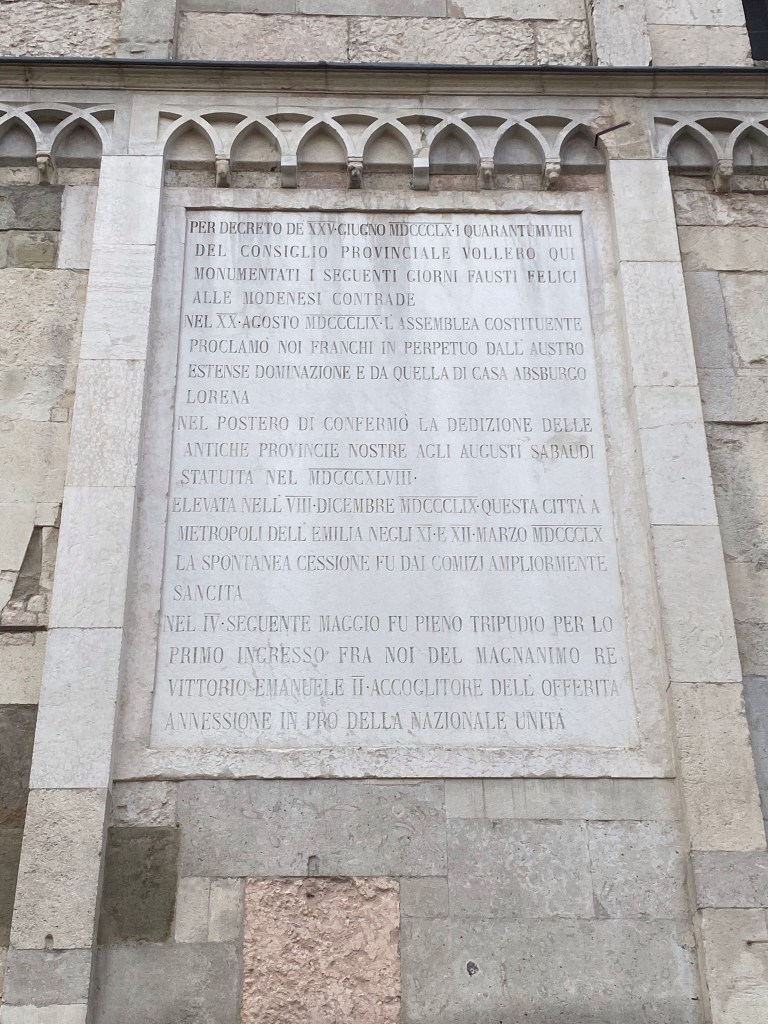 PER DECRETO DE XXV·GIUGNO MDCCCLX·I QUARANTUMVIRI
DEL CONSIGLIO PROVINCIALE VOLLERO QUI
MONUMENTATI I SEGUENTI GIORNI FAUSTI FELICI
ALLE MODENESI CONTRADE
NEL XX·AGOSTO MDCCCLIX·L'ASSEMBLEA COSTITUENTE
PROCLAMÒ NOI FRANCHI IN PERPETUO DALL'AUSTRO
ESTENSE DOMINAZIONE E DA QUELLA DI CASA ABSBURGO
LORENA
NEL POSTERO DI CONFERMÒ LA DEDIZIONE DELLE
ANTICHE PROVINCIE NOSTRE AGLI AUGUSTI SABAUDI
STATUITA NEL MDCCCXLVIII·
ELEVATA NELL'VIII·DICEMBRE MDCCCLIX·QUESTA CITTÀ A
METROPOLI DELL'EMILIA NEGLI XI·E XII·MARZO MDCCCLX
LA SPONTANEA CESSIONE FU DAI COMIZJ AMPLIORMENTE
SANCITA
NEL IV·SEGUENTE MAGGIO FU PIENO TRIPUDIO PER LO
PRIMO INGRESSO FRA NOI DEL MAGNANIMO RE
VITTORIO·EMANUELE II·ACCOGLITORE DELL'OFFERITA
ANNESSIONE IN PRO DELLA NAZIONALE UNITÀ